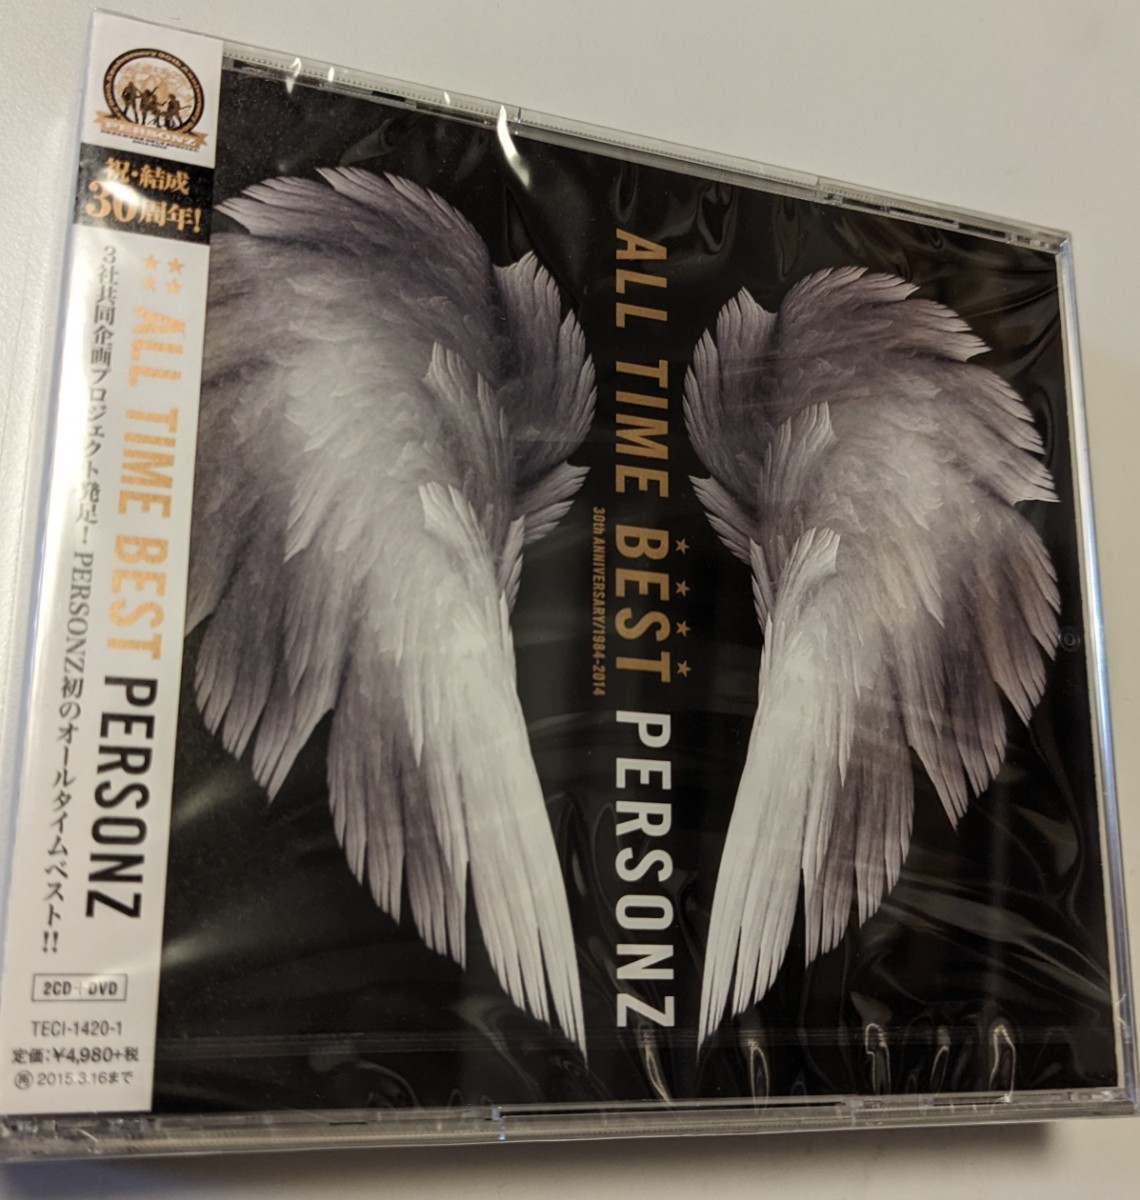 PERSONZ
祝・結成
30周年!
★★★★ ALL TIME BEST PERSONZ
3社共同企画プロジェクト発足! PERSONZ初のオールタイムベスト!!
2CD+DVD
TECI-1420-1
定価:¥4,980+税
再 2015.3.16まで
★★★★
ALL TIME BEST PERSONZ
30th ANNIVERSARY/1984-2014